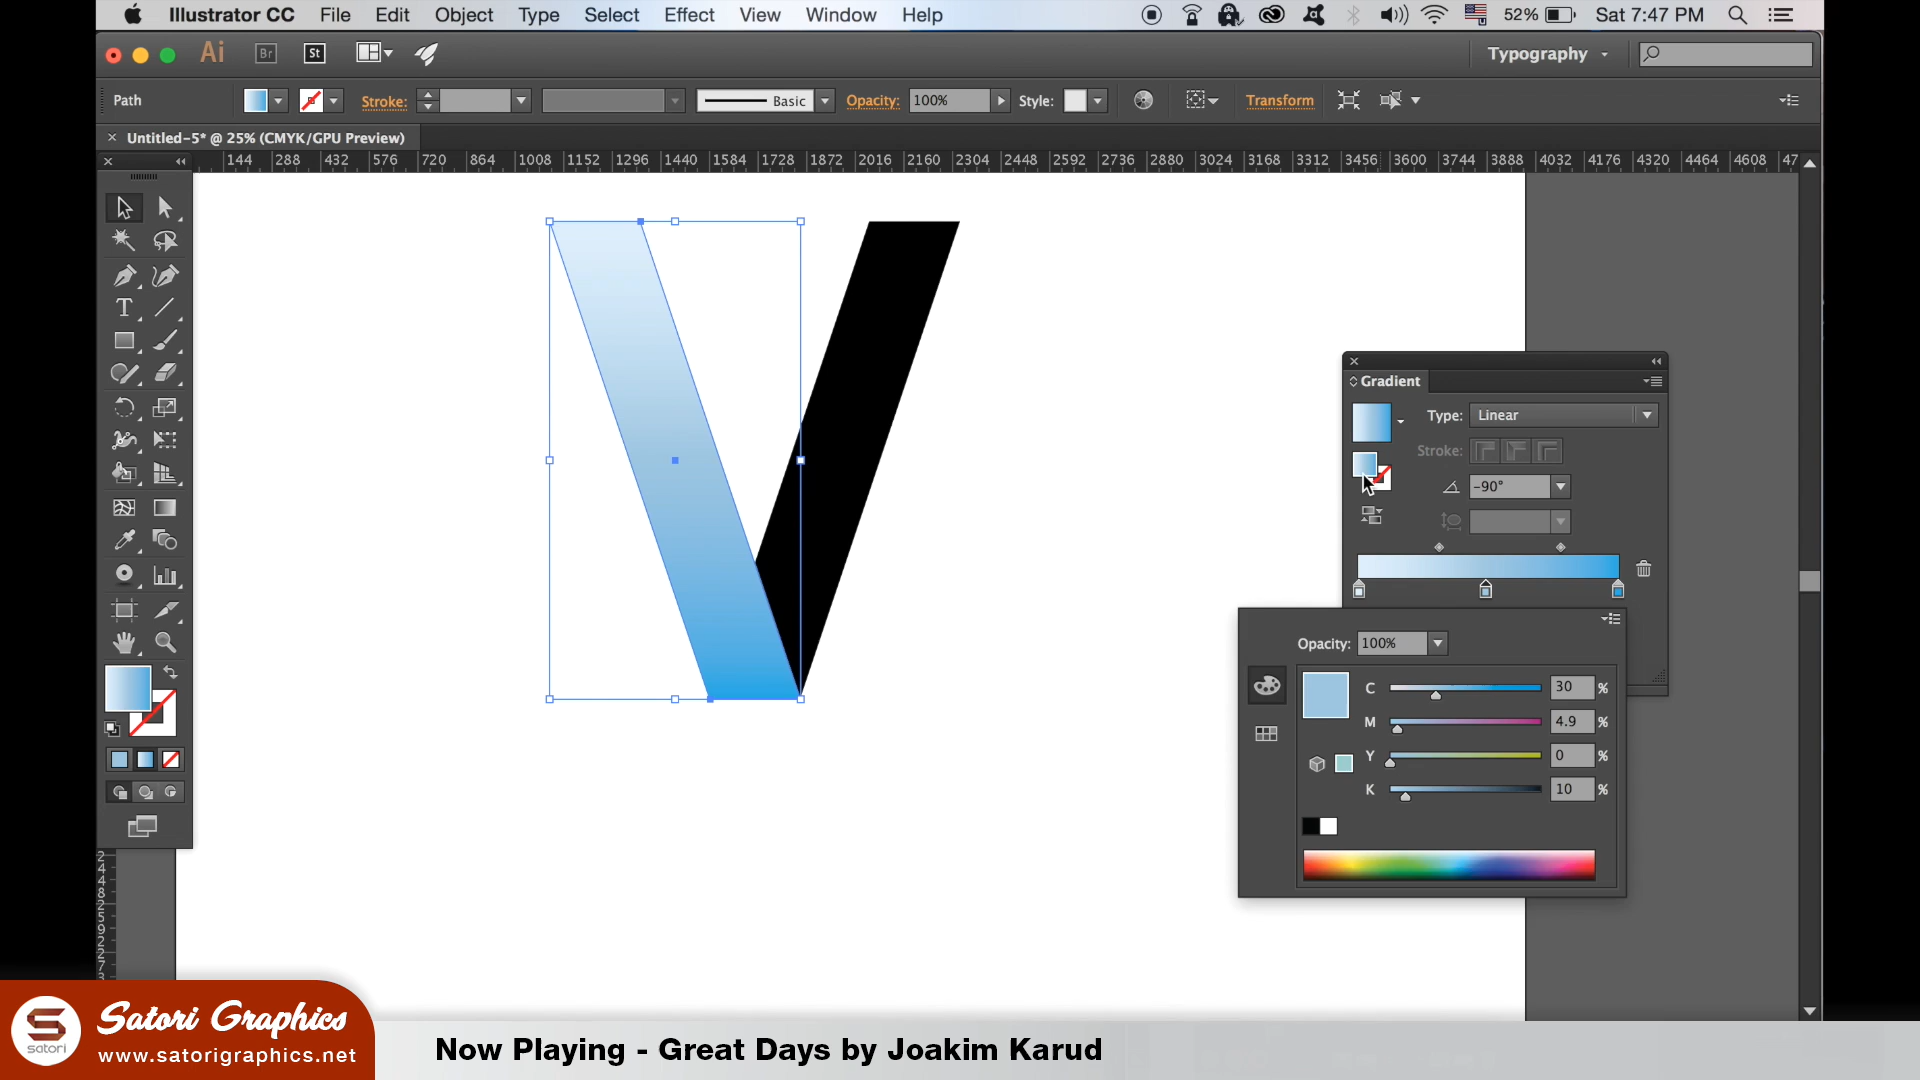 Illustrator CC File Edit Object Type Select Effect View Window Help 52% Sat 7:47 PM
Ai Br St Typography
Path Stroke: Basic Opacity: 100% Style: Transform
× Untitled-5* @ 25% (CMYK/GPU Preview)
144 288 432 576 720 864 1008 1152 1296 1440 1584 1728 1872 2016 2160 2304 2448 2592 2736 2880 3024 3168 3312 3456 3600 3744 3888 4032 4176 4320 4464 4608 47
Gradient
Type: Linear
Stroke:
-90°
Opacity: 100%
C 30 %
M 4.9 %
Y 0 %
K 10 %
T
V
Satori Graphics
satori
www.satorigraphics.net
Now Playing - Great Days by Joakim Karud